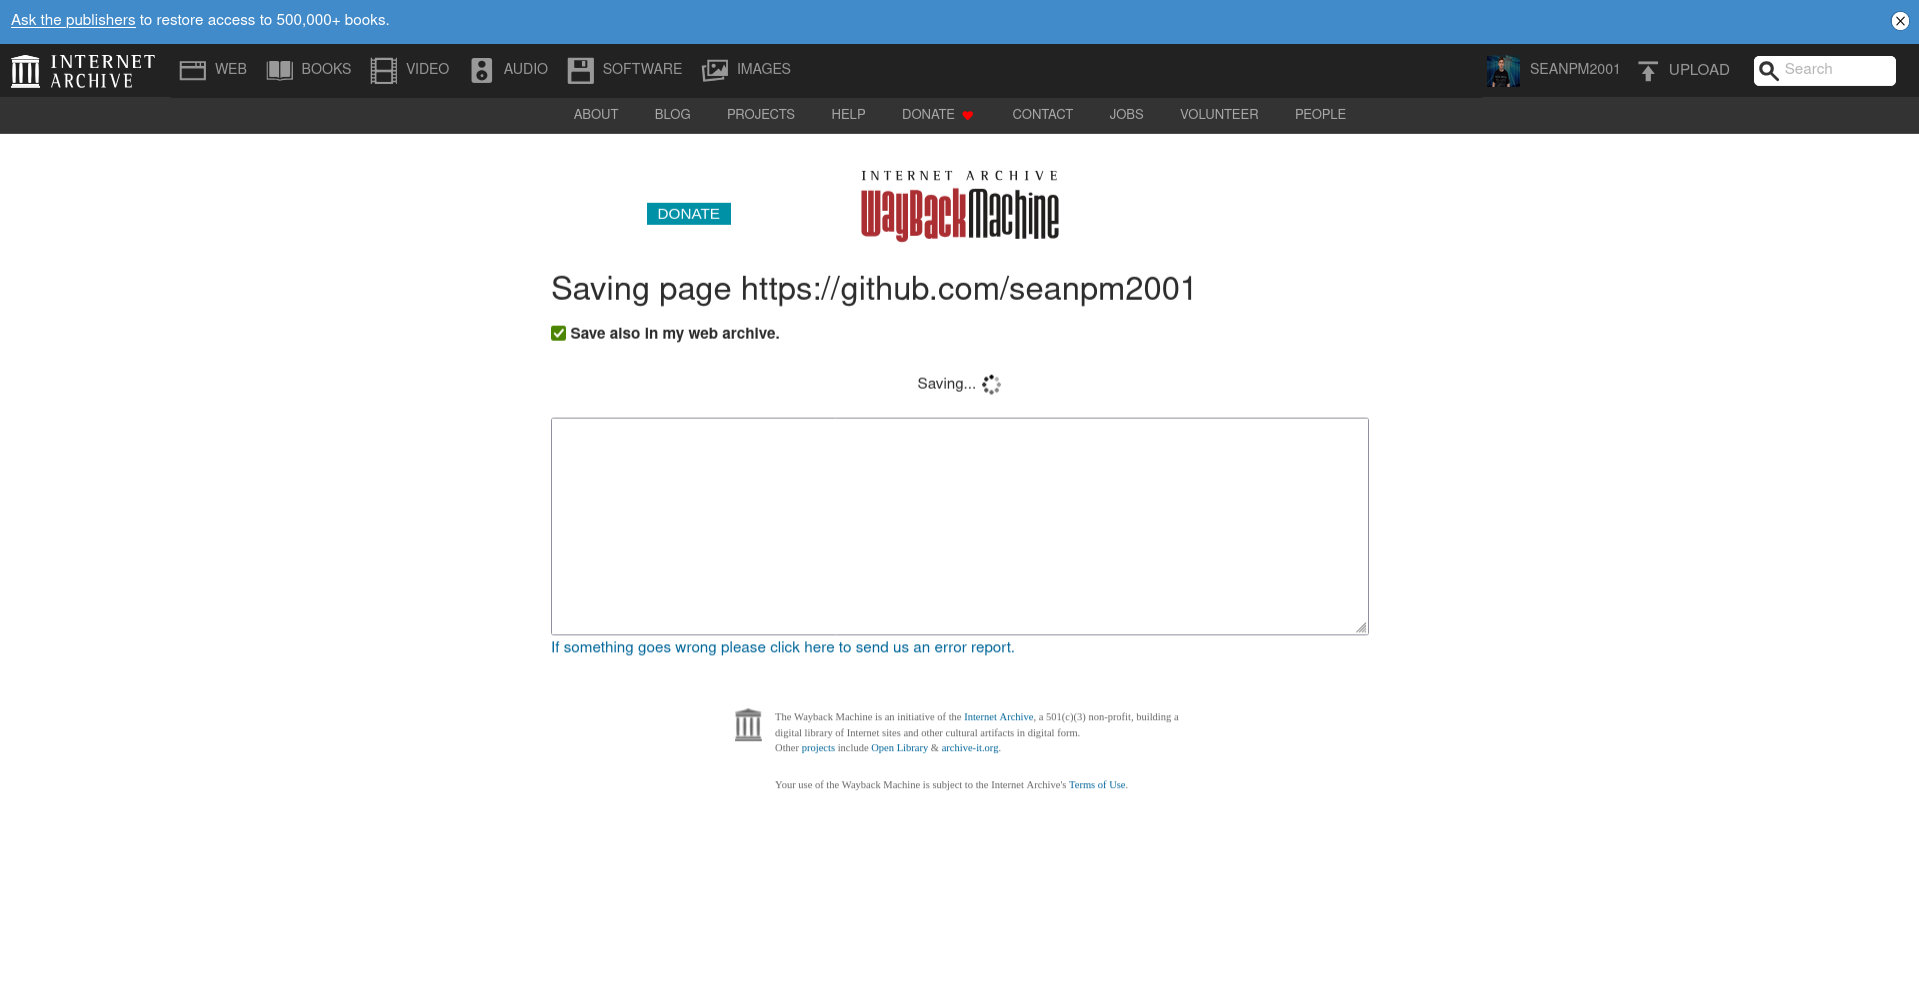 Ask the publishers to restore access to 500,000+ books.
INTERNET ARCHIVE
WEB BOOKS VIDEO AUDIO SOFTWARE IMAGES SEANPM2001 UPLOAD Search
ABOUT BLOG PROJECTS HELP DONATE CONTACT JOBS VOLUNTEER PEOPLE
INTERNET ARCHIVE
WayBackMachine
DONATE
Saving page https://github.com/seanpm2001
Save also in my web archive.
Saving...
If something goes wrong please click here to send us an error report.
The Wayback Machine is an initiative of the Internet Archive, a 501(c)(3) non-profit, building a
digital library of Internet sites and other cultural artifacts in digital form.
Other projects include Open Library & archive-it.org.
Your use of the Wayback Machine is subject to the Internet Archive's Terms of Use.